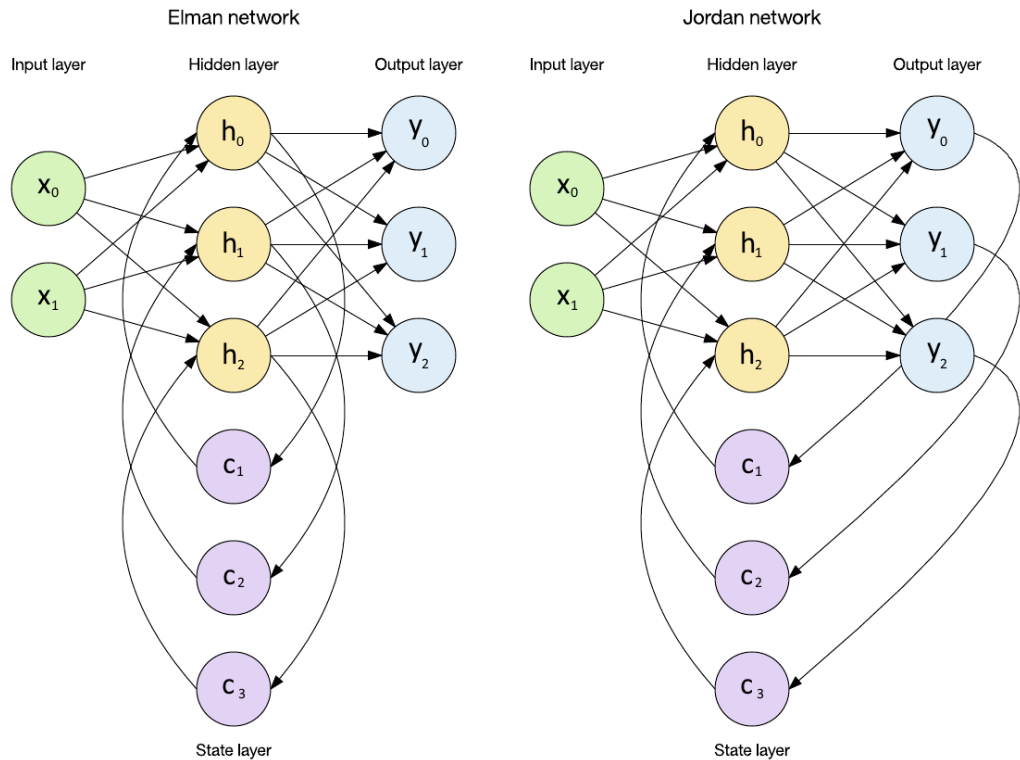 Elman network
Input layer
Hidden layer
Output layer
x₀
x₁
h₀
h₁
h₂
y₀
y₁
y₂
c₁
c₂
c₃
State layer
Jordan network
Input layer
Hidden layer
Output layer
x₀
x₁
h₀
h₁
h₂
y₀
y₁
y₂
c₁
c₂
c₃
State layer